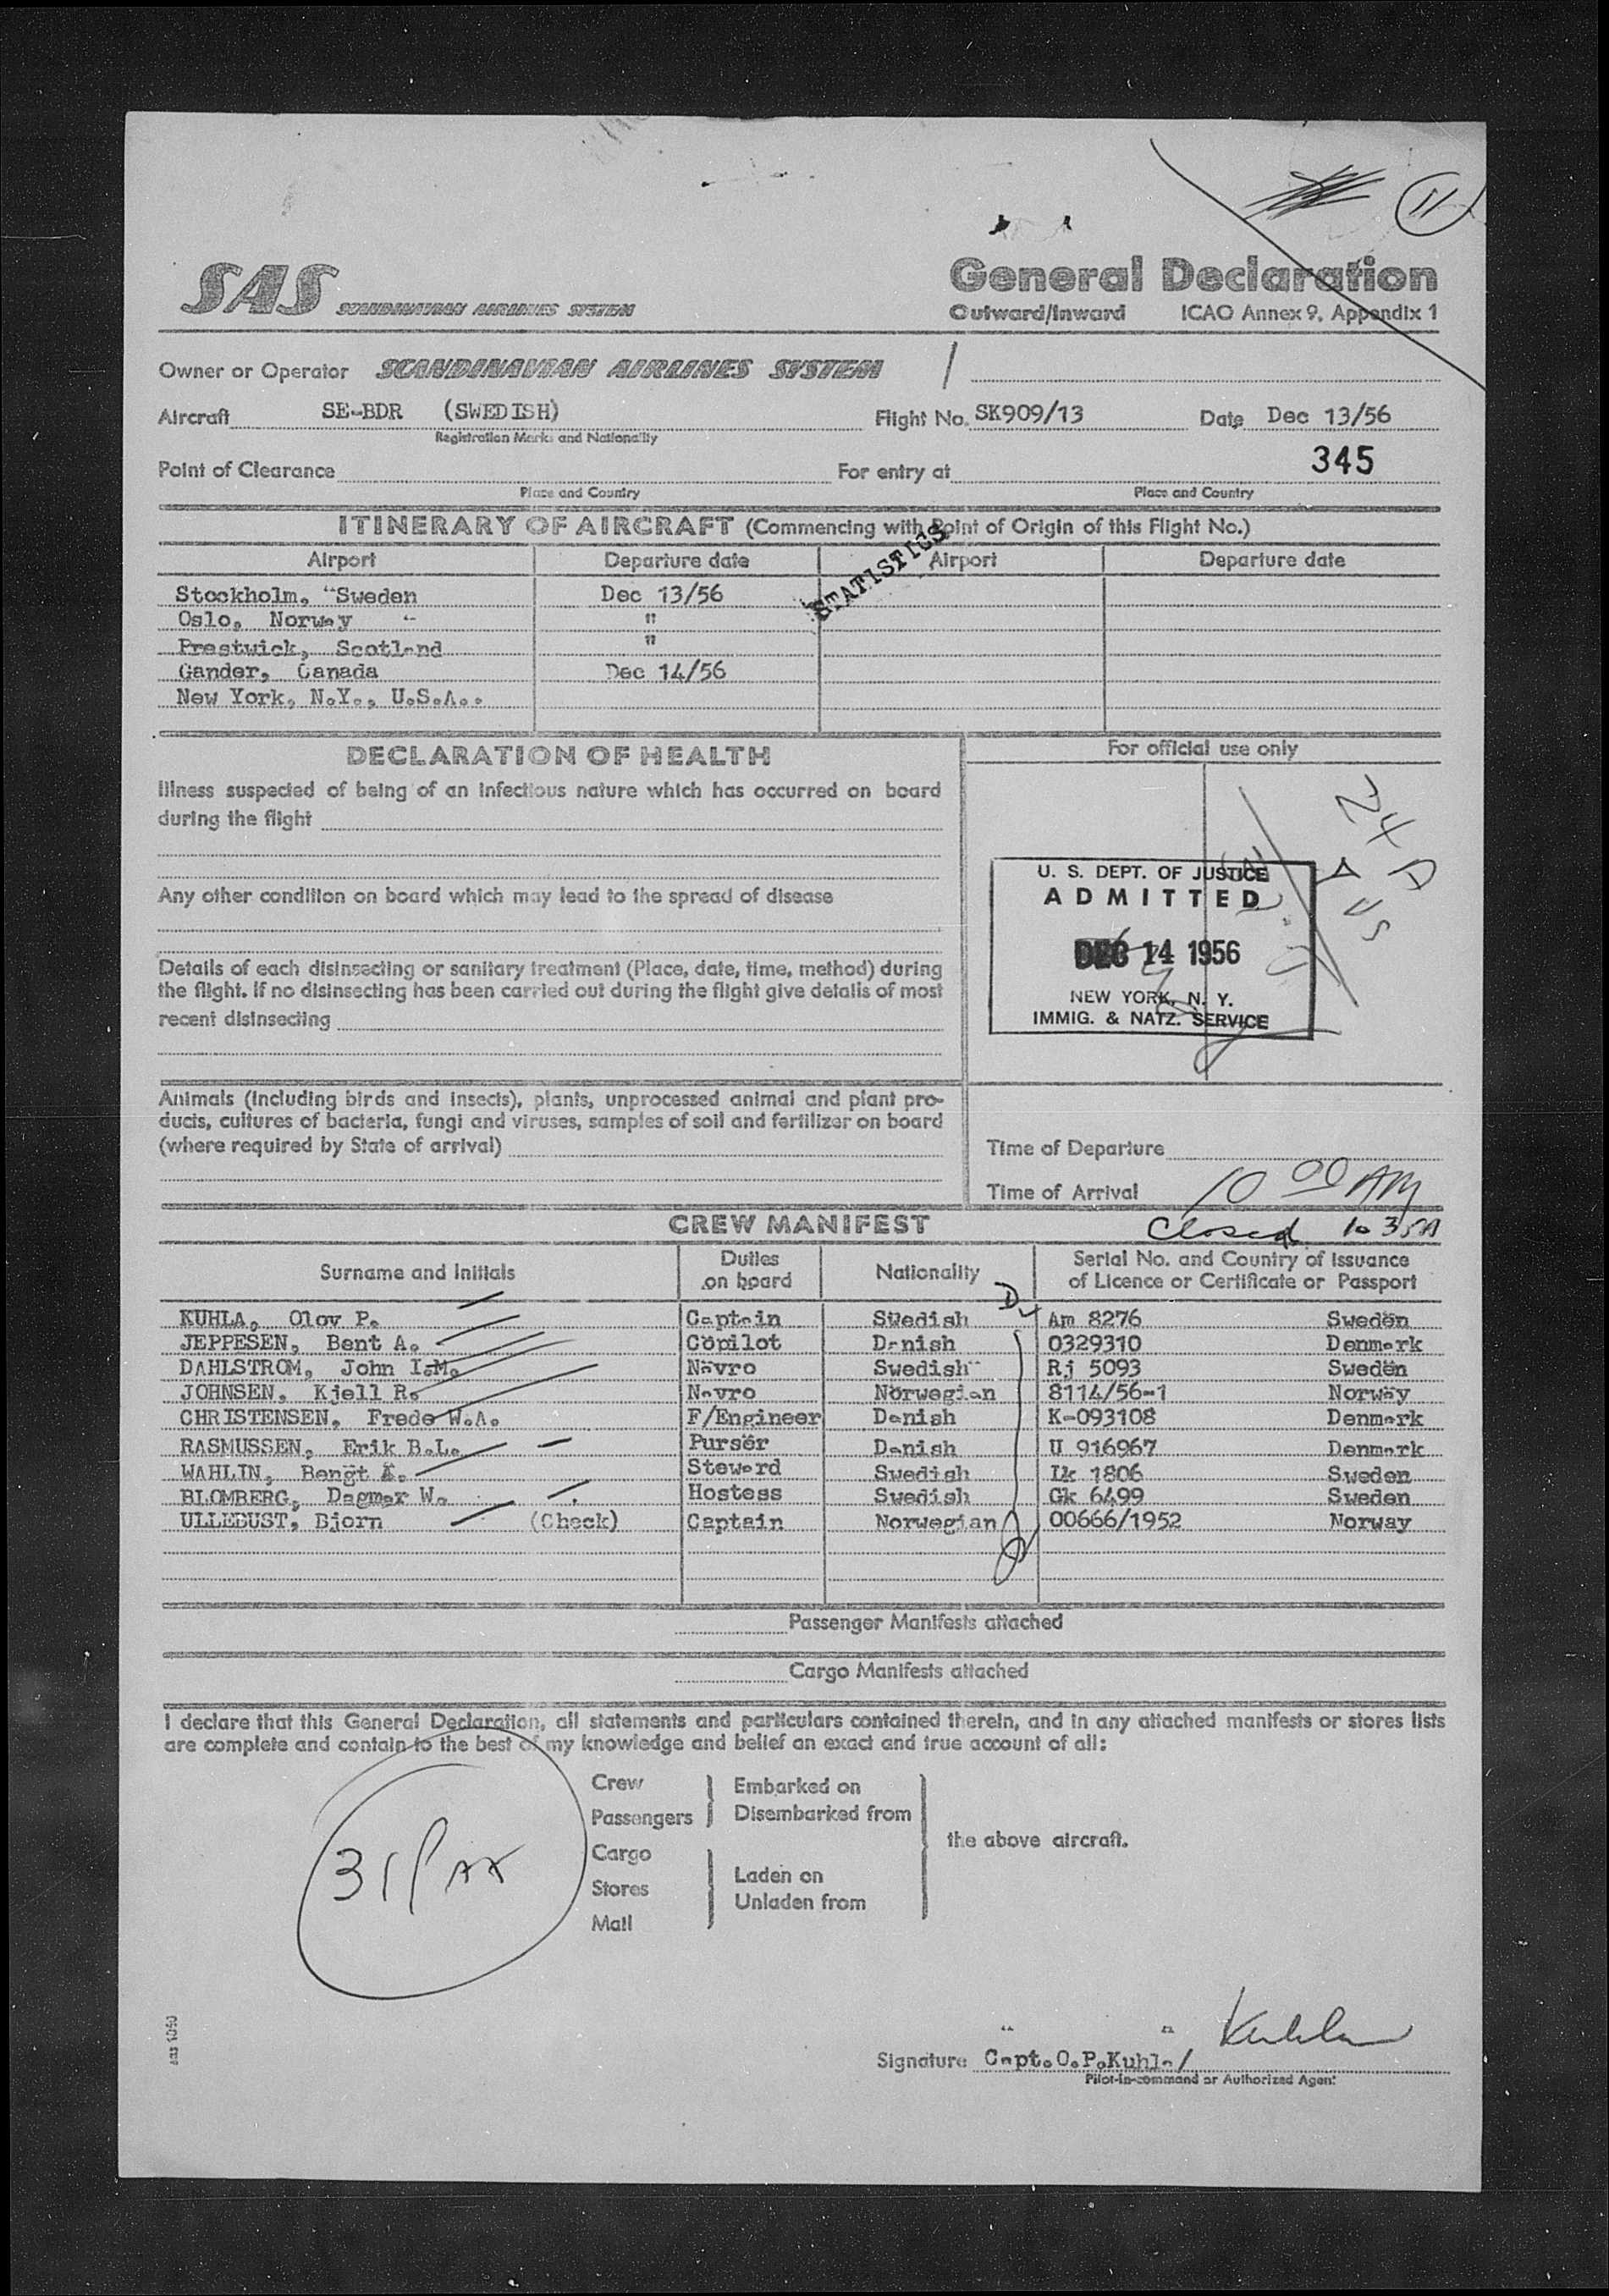 11
SAS SCANDINAVIAN AIRLINES SYSTEM
General Declaration
Outward/Inward ICAO Annex 9, Appendix 1
Owner or Operator SCANDINAVIAN AIRLINES SYSTEM /
Aircraft SE-BDR (SWEDISH) Flight No. SK909/13 Date Dec 13/56
Registration Marks and Nationality
345
Point of Clearance For entry at
Place and Country Place and Country
ITINERARY OF AIRCRAFT (Commencing with Point of Origin of this Flight No.)
STATISTICS
Airport Departure date Airport Departure date
Stockholm, Sweden Dec 13/56
Oslo, Norway "
Prestwick, Scotland "
Gander, Canada Dec 14/56
New York, N.Y., U.S.A..
DECLARATION OF HEALTH
Illness suspected of being of an infectious nature which has occurred on board
during the flight
Any other condition on board which may lead to the spread of disease
Details of each disinsecting or sanitary treatment (Place, date, time, method) during
the flight. If no disinsecting has been carried out during the flight give details of most
recent disinsecting
Animals (including birds and insects), plants, unprocessed animal and plant pro-
ducts, cultures of bacteria, fungi and viruses, samples of soil and fertilizer on board
(where required by State of arrival)
For official use only
U. S. DEPT. OF JUSTICE
ADMITTED
DEC 14 1956
NEW YORK, N. Y.
IMMIG. & NATZ. SERVICE
24 A
A US
Time of Departure
Time of Arrival 10 00 AM
Closed 10 35A
CREW MANIFEST
Surname and Initials Duties on board Nationality Serial No. and Country of Issuance of Licence or Certificate or Passport
KUHLA, Olov P. Captain Swedish Am 8276 Sweden
JEPPESEN, Bent A. Copilot Danish 0329310 Denmark
DAHLSTROM, John I.M. Navro Swedish Rj 5093 Sweden
JOHNSEN, Kjell R. Navro Norwegian 8114/56-1 Norway
CHRISTENSEN, Frede W.A. F/Engineer Danish K-093108 Denmark
RASMUSSEN, Erik B.L. Purser Danish U 916967 Denmark
WAHLIN, Bengt Å. Steward Swedish Lk 1806 Sweden
BLOMBERG, Dagmar W. Hostess Swedish Gk 6499 Sweden
ULLEBUST, Bjorn (Check) Captain Norwegian 00666/1952 Norway
Passenger Manifests attached
Cargo Manifests attached
I declare that this General Declaration, all statements and particulars contained therein, and in any attached manifests or stores lists
are complete and contain to the best of my knowledge and belief an exact and true account of all:
Crew Embarked on
Passengers Disembarked from
the above aircraft.
Cargo
Stores Laden on
Unladen from
Mail
31 Pax
Kuhla
Signature Capt. O.P.Kuhla/
Pilot-in-command or Authorized Agent